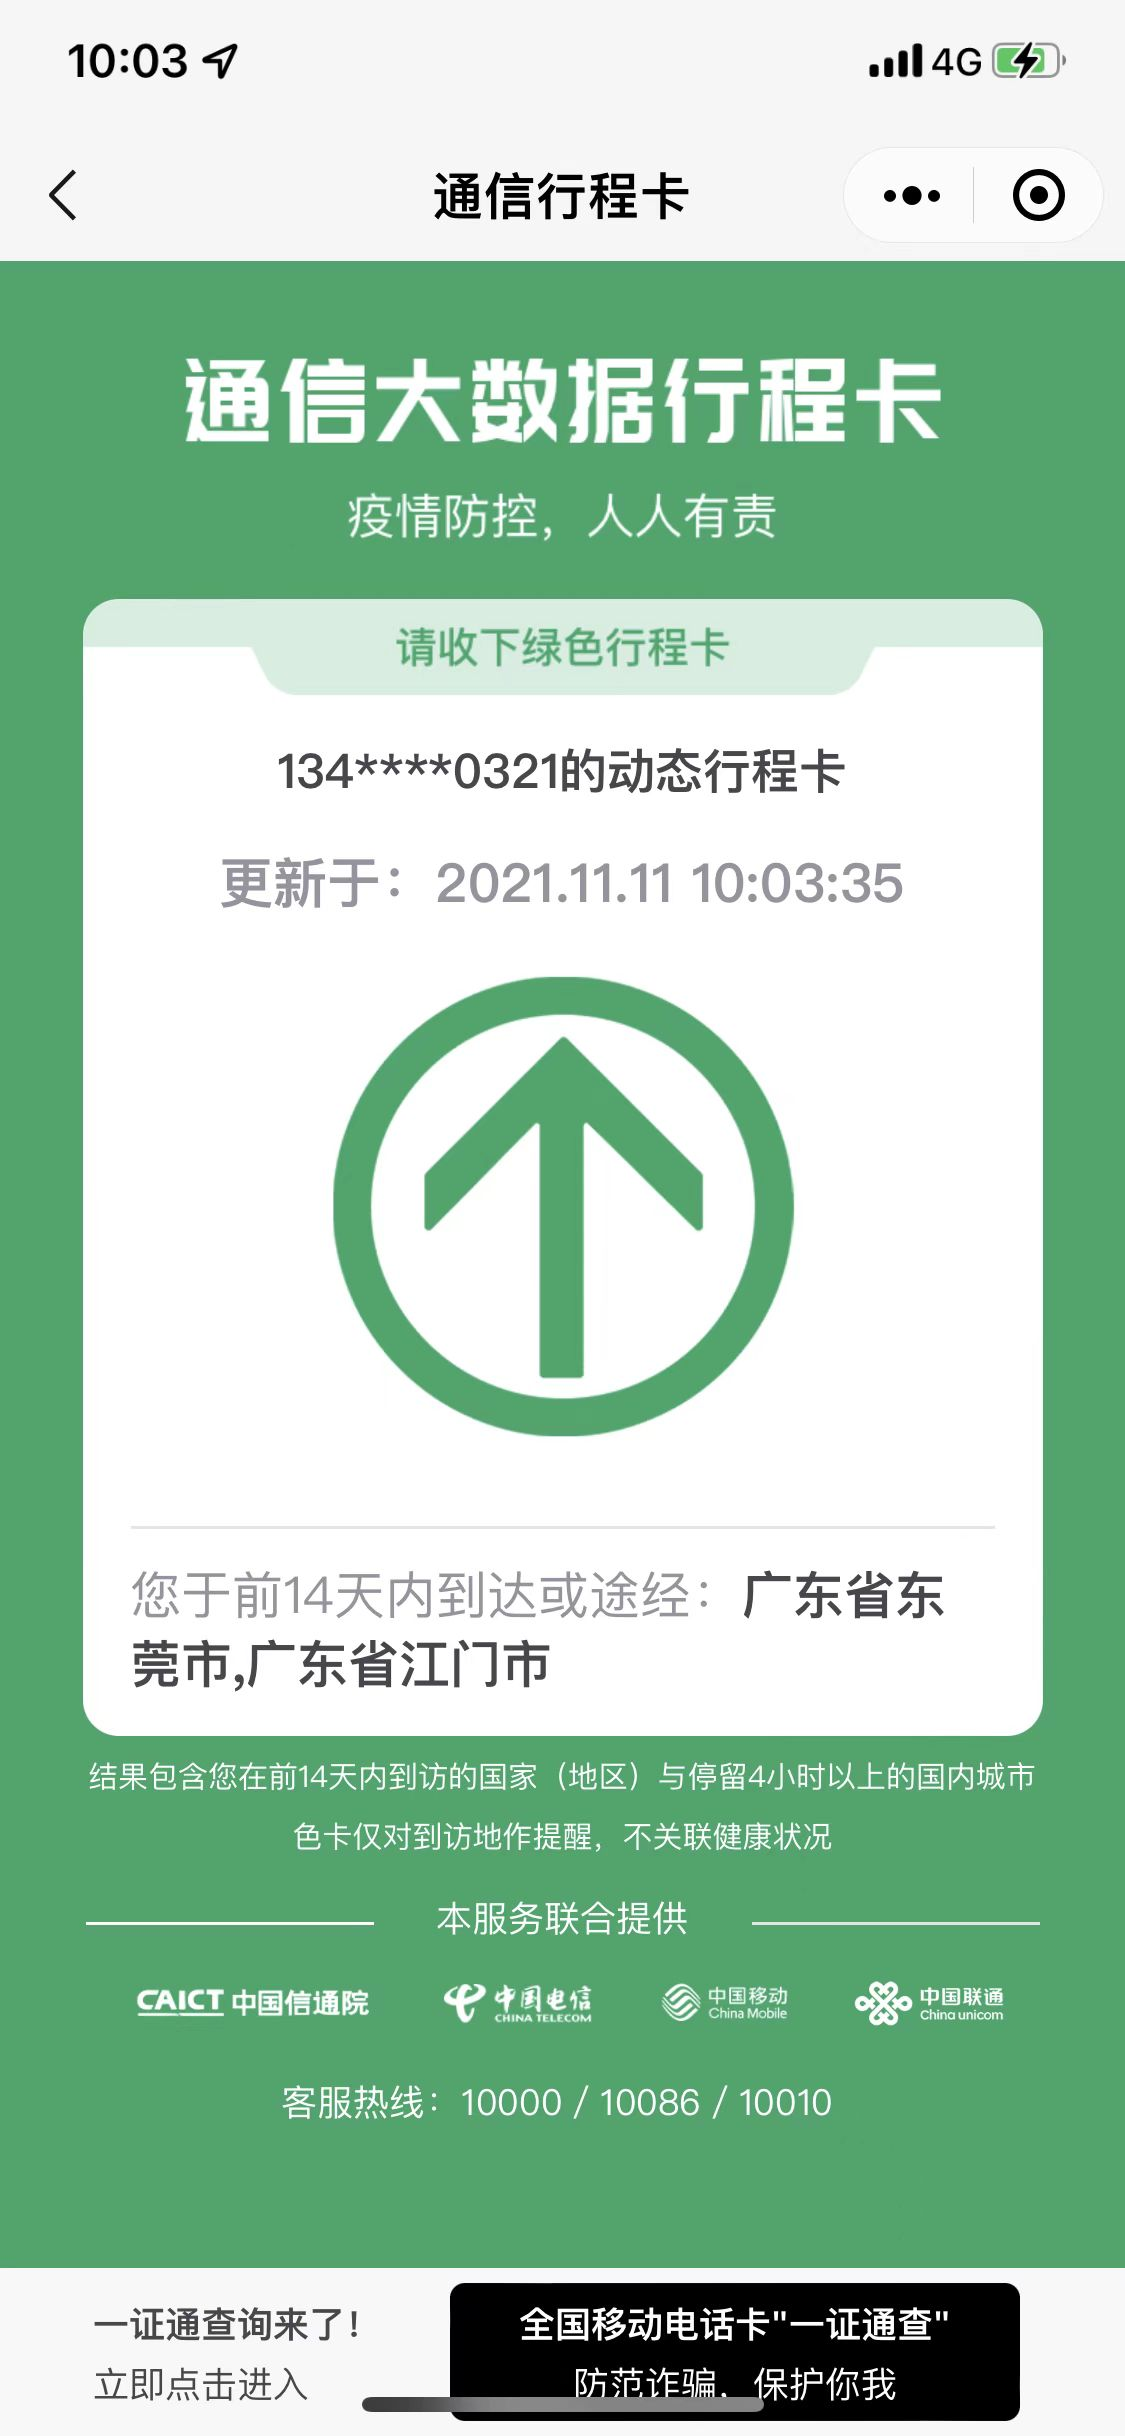 10:03
4G
通信行程卡
通信大数据行程卡
疫情防控，人人有责
请收下绿色行程卡
134****0321的动态行程卡
更新于：2021.11.11 10:03:35
您于前14天内到达或途经：广东省东
莞市,广东省江门市
结果包含您在前14天内到访的国家（地区）与停留4小时以上的国内城市
色卡仅对到访地作提醒，不关联健康状况
本服务联合提供
CAICT 中国信通院
中国电信
CHINA TELECOM
中国移动
China Mobile
中国联通
China unicom
客服热线：10000 / 10086 / 10010
一证通查询来了！
立即点击进入
全国移动电话卡"一证通查"
防范诈骗，保护你我